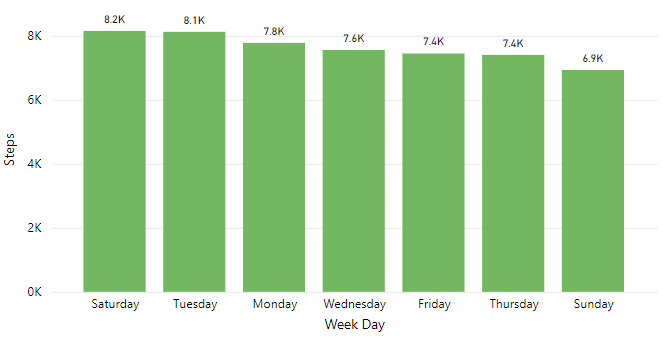 8.2K
8.1K
7.8K
7.6K
7.4K
7.4K
6.9K
8K
6K
4K
2K
0K
Steps
Saturday
Tuesday
Monday
Wednesday
Friday
Thursday
Sunday
Week Day